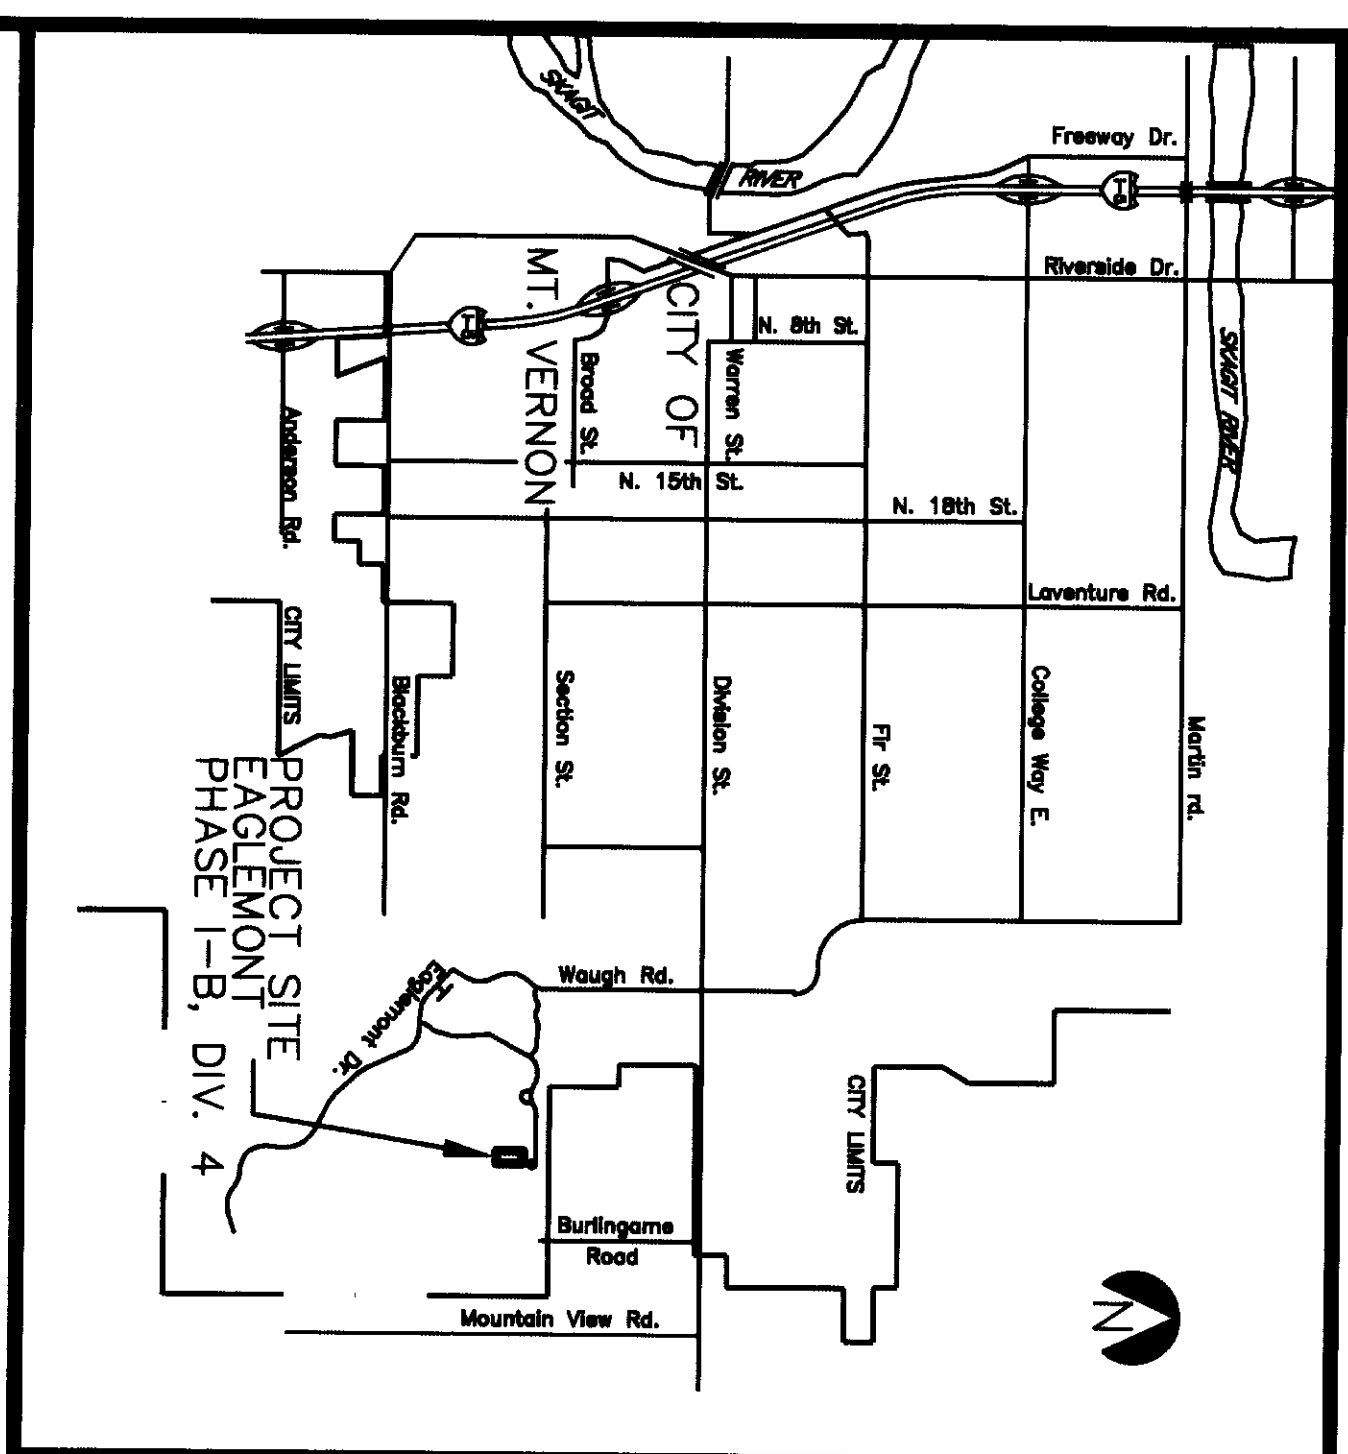 SKAGIT
RIVER
Freeway Dr.
I-5
Riverside Dr.
SKAGIT RIVER
N. 8th St.
CITY OF
MT. VERNON
I-5
Broad St.
Warren St.
Anderson Rd.
N. 15th St.
N. 18th St.
Laventure Rd.
CITY LIMITS
Blackburn Rd.
Section St.
Division St.
Fir St.
College Way E.
Martin rd.
PROJECT SITE
EAGLEMONT
PHASE I-B, DIV. 4
Eaglemont Dr.
Waugh Rd.
CITY LIMITS
Burlingame
Road
Mountain View Rd.
N